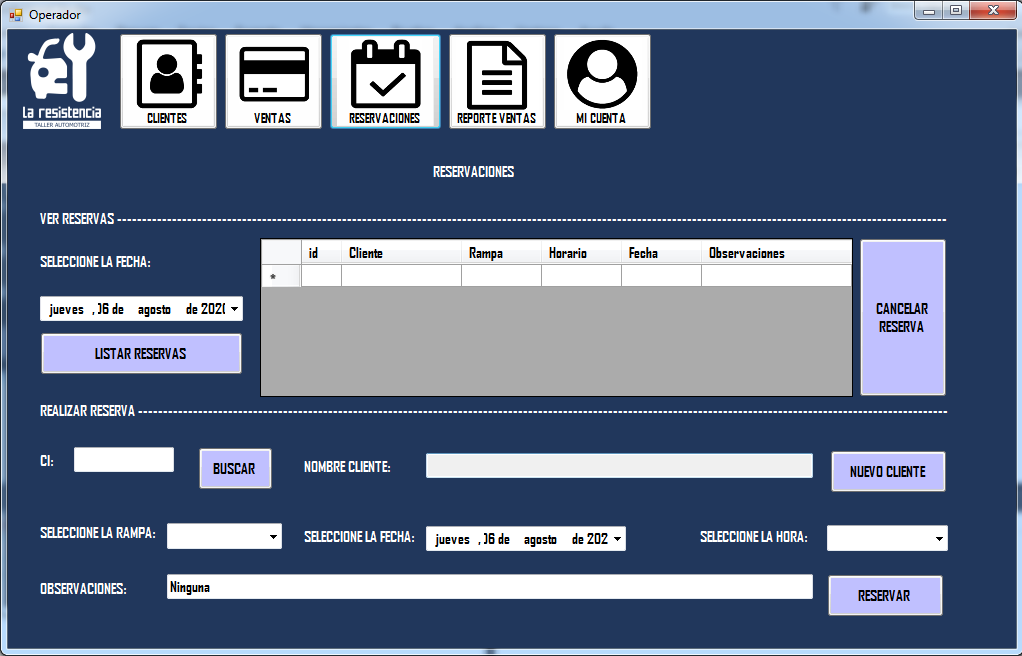 Operador
la resistencia
TALLER AUTOMOTRIZ
CLIENTES
VENTAS
RESERVACIONES
REPORTE VENTAS
MI CUENTA
RESERVACIONES
VER RESERVAS
SELECCIONE LA FECHA:
id Cliente Rampa Horario Fecha Observaciones
*
jueves , 06 de agosto de 2020
LISTAR RESERVAS
CANCELAR
RESERVA
REALIZAR RESERVA
CI:
BUSCAR
NOMBRE CLIENTE:
NUEVO CLIENTE
SELECCIONE LA RAMPA:
SELECCIONE LA FECHA:
jueves , 06 de agosto de 202
SELECCIONE LA HORA:
OBSERVACIONES:
Ninguna
RESERVAR